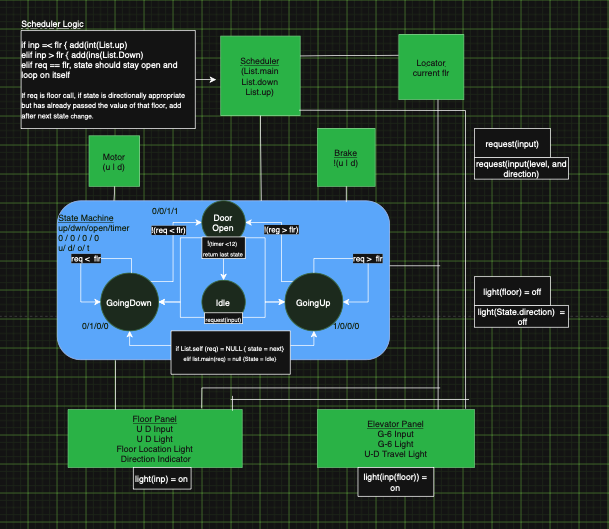 Scheduler Logic
if inp =< flr { add(int(List.up)
elif inp > flr { add(ins(List.Down)
elif req == flr, state should stay open and
loop on itself
If req is floor call, if state is directionally appropriate
but has already passed the value of that floor, add
after next state change.
Scheduler
(List.main
List.down
List.up)
Locator
current flr
request(input)
request(input(level, and
direction)
Motor
(u | d)
Brake
!(u | d)
State Machine
up/dwn/open/timer
0 / 0 / 0 / 0
u/ d/ o/ t
0/0/1/1
Door
Open
!(req < flr)
!(req > flr)
!(timer <12)
return last state
req < flr
req > flr
GoingDown
Idle
GoingUp
request(input)
0/1/0/0
1/0/0/0
if List.self (req) = NULL { state = next}
elif list.main(req) = null {State = Idle}
light(floor) = off
light(State.direction) =
off
Floor Panel
U D Input
U D Light
Floor Location Light
Direction Indicator
light(inp) = on
Elevator Panel
G-6 Input
G-6 Light
U-D Travel Light
light(inp(floor)) =
on